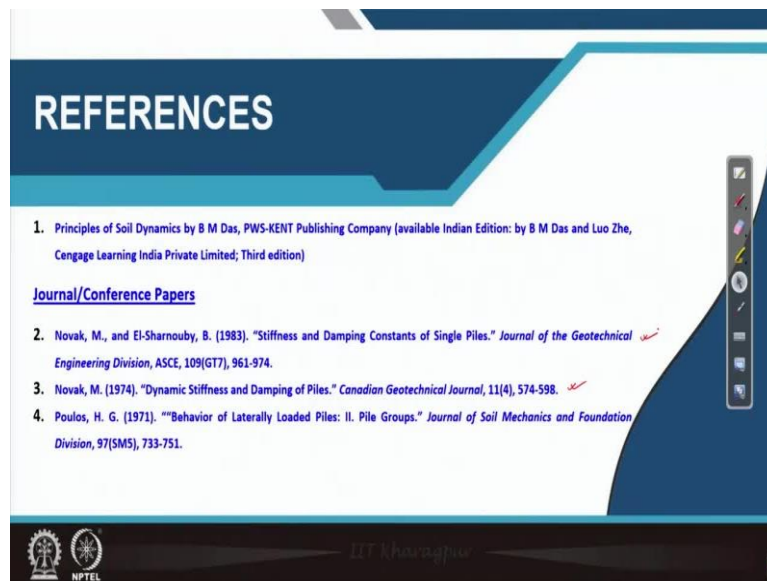 REFERENCES
1. Principles of Soil Dynamics by B M Das, PWS-KENT Publishing Company (available Indian Edition: by B M Das and Luo Zhe,
Cengage Learning India Private Limited; Third edition)
Journal/Conference Papers
2. Novak, M., and El-Sharnouby, B. (1983). “Stiffness and Damping Constants of Single Piles.” Journal of the Geotechnical
Engineering Division, ASCE, 109(GT7), 961-974.
3. Novak, M. (1974). “Dynamic Stiffness and Damping of Piles.” Canadian Geotechnical Journal, 11(4), 574-598.
4. Poulos, H. G. (1971). ““Behavior of Laterally Loaded Piles: II. Pile Groups.” Journal of Soil Mechanics and Foundation
Division, 97(SM5), 733-751.
IIT Kharagpur
NPTEL